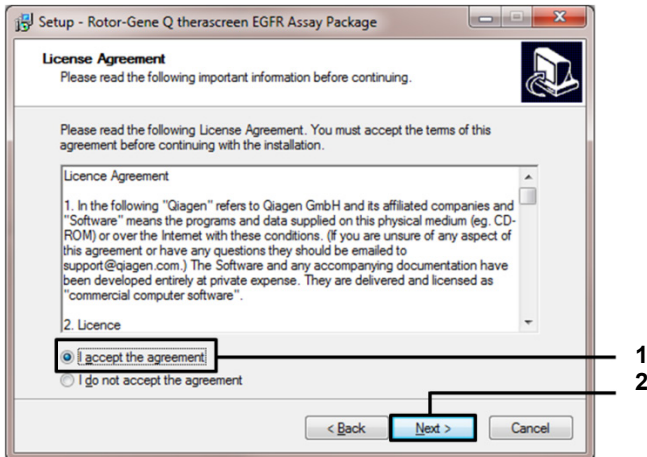 Setup - Rotor-Gene Q therascreen EGFR Assay Package
License Agreement
Please read the following important information before continuing.
Please read the following License Agreement. You must accept the terms of this
agreement before continuing with the installation.
Licence Agreement
1. In the following "Qiagen" refers to Qiagen GmbH and its affiliated companies and
"Software" means the programs and data supplied on this physical medium (eg. CD-
ROM) or over the Internet with these conditions. (If you are unsure of any aspect of
this agreement or have any questions they should be emailed to
support@qiagen.com.) The Software and any accompanying documentation have
been developed entirely at private expense. They are delivered and licensed as
"commercial computer software".
2. Licence
I accept the agreement
1
I do not accept the agreement
2
< Back Next > Cancel